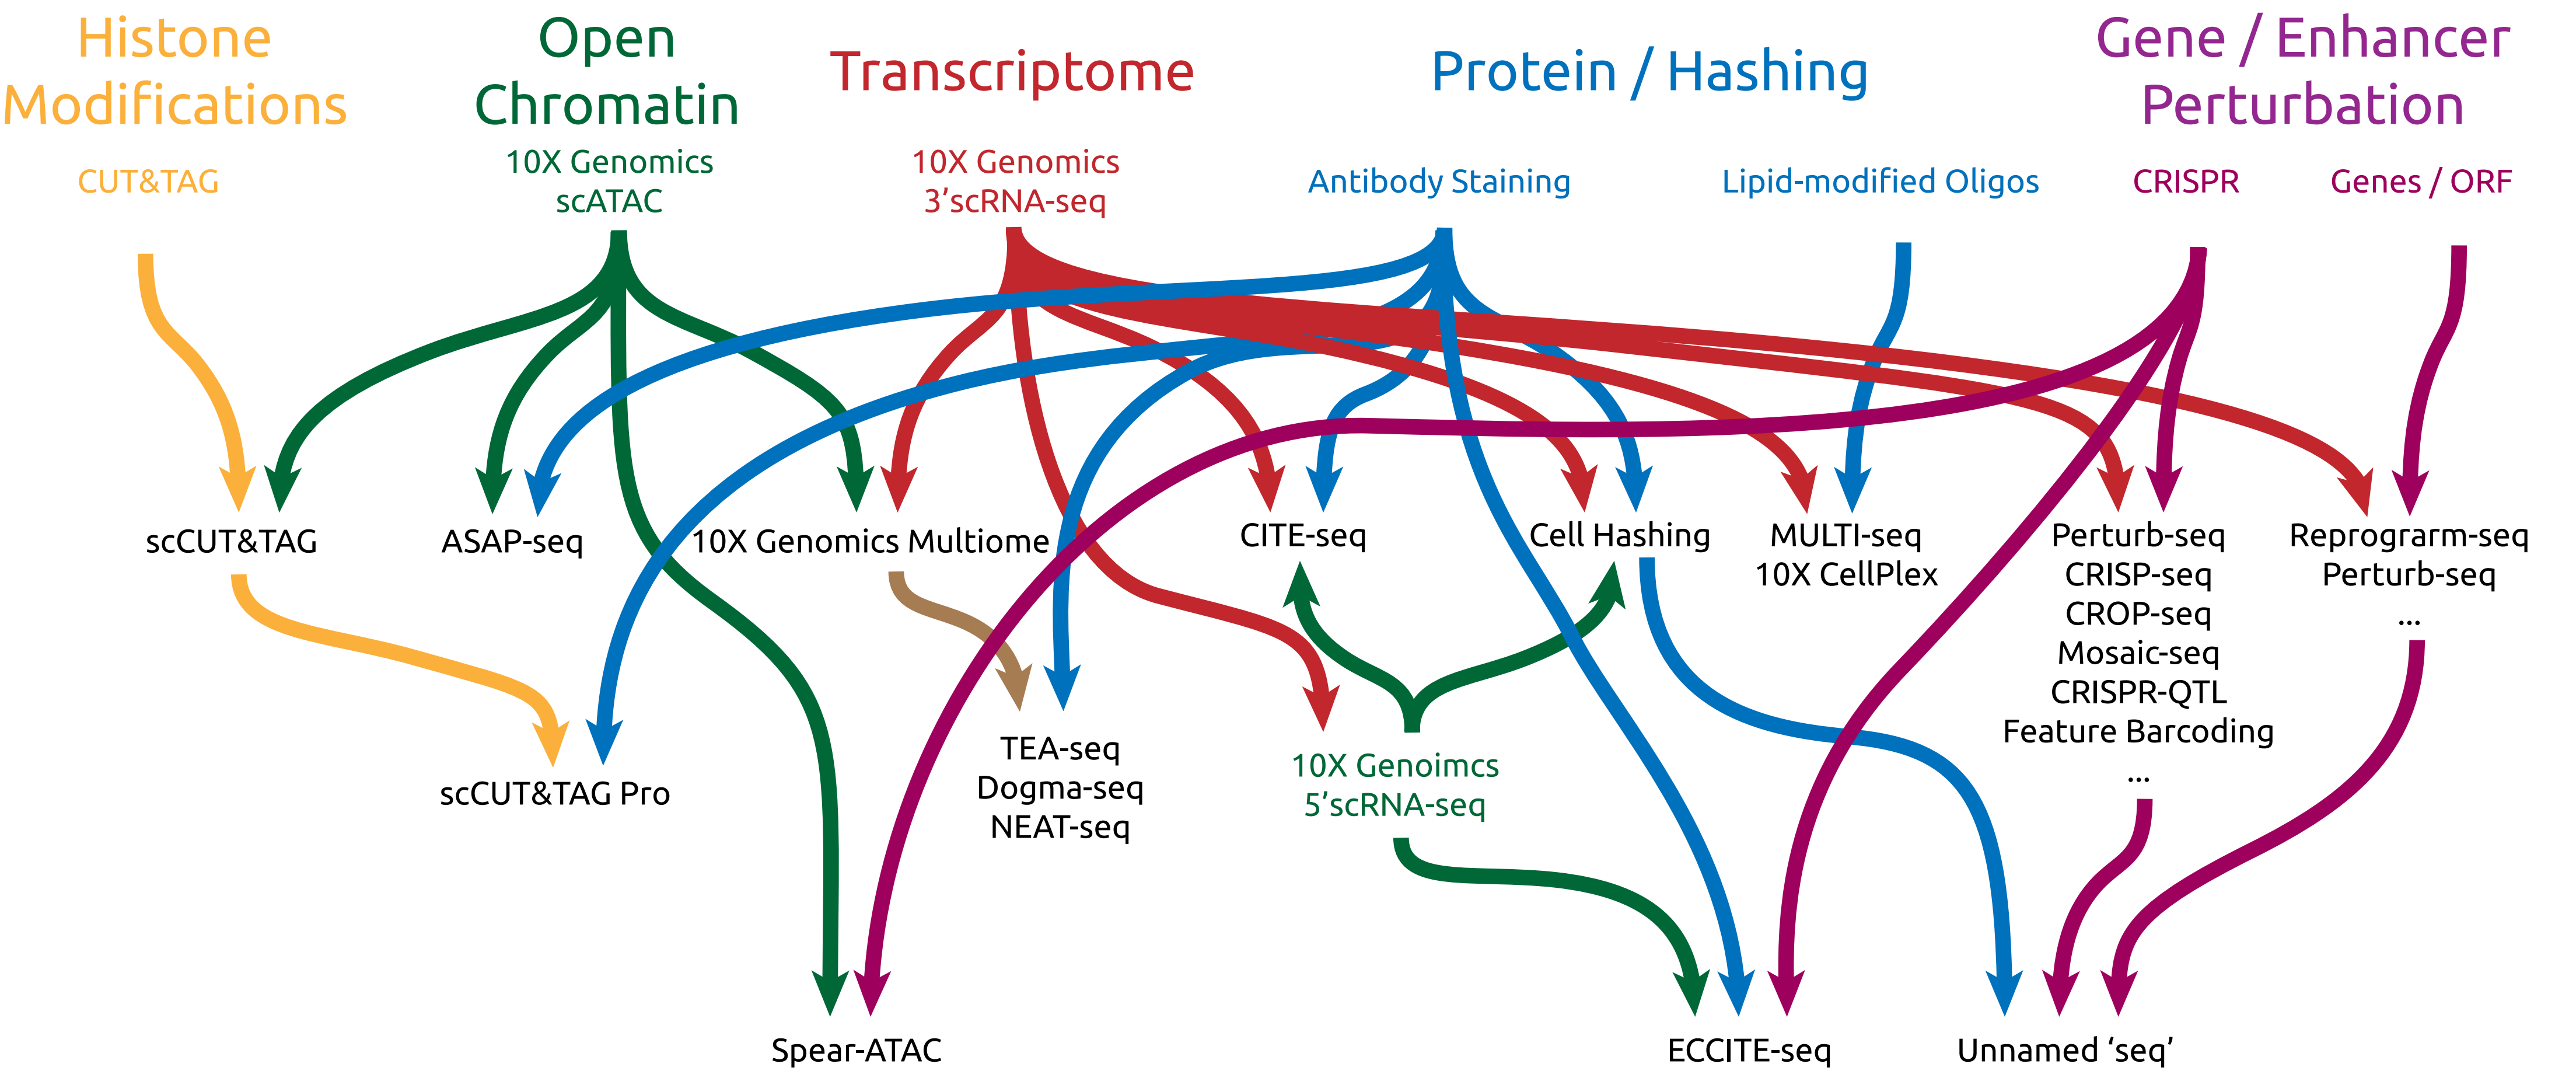 Histone
Modifications
Open
Chromatin
Transcriptome
Protein / Hashing
Gene / Enhancer
Perturbation
CUT&TAG
10X Genomics
scATAC
10X Genomics
3’scRNA-seq
Antibody Staining
Lipid-modified Oligos
CRISPR
Genes / ORF
scCUT&TAG
ASAP-seq
10X Genomics Multiome
CITE-seq
Cell Hashing
MULTI-seq
10X CellPlex
Perturb-seq
CRISP-seq
CROP-seq
Mosaic-seq
CRISPR-QTL
Feature Barcoding
...
Reprograrm-seq
Perturb-seq
...
scCUT&TAG Pro
TEA-seq
Dogma-seq
NEAT-seq
10X Genoimcs
5’scRNA-seq
Spear-ATAC
ECCITE-seq
Unnamed ‘seq’